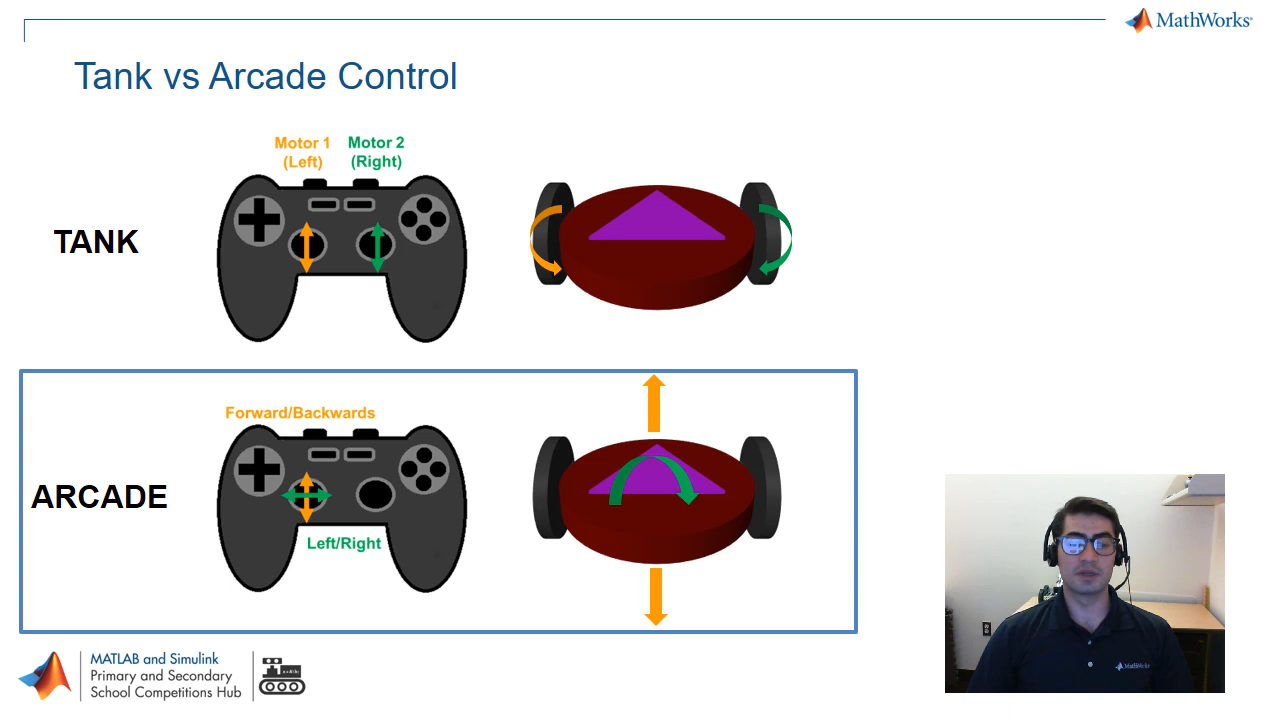 MathWorks®
Tank vs Arcade Control
Motor 1
(Left)
Motor 2
(Right)
TANK
Forward/Backwards
ARCADE
Left/Right
MATLAB and Simulink
Primary and Secondary
School Competitions Hub
MathWorks